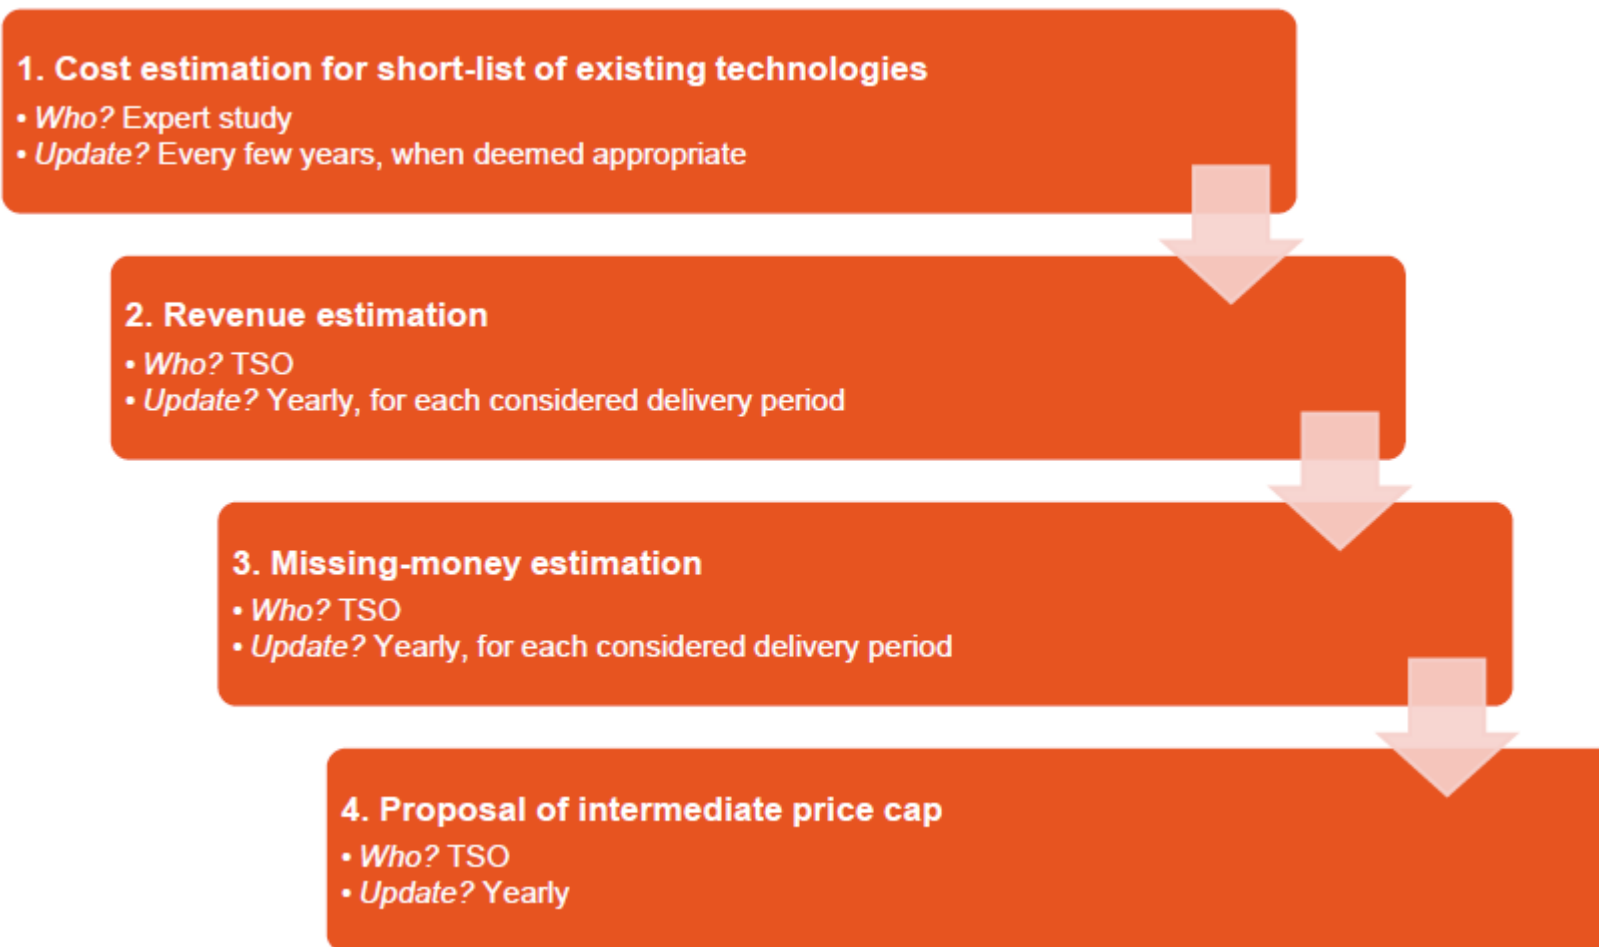 1. Cost estimation for short-list of existing technologies
• Who? Expert study
• Update? Every few years, when deemed appropriate
2. Revenue estimation
• Who? TSO
• Update? Yearly, for each considered delivery period
3. Missing-money estimation
• Who? TSO
• Update? Yearly, for each considered delivery period
4. Proposal of intermediate price cap
• Who? TSO
• Update? Yearly